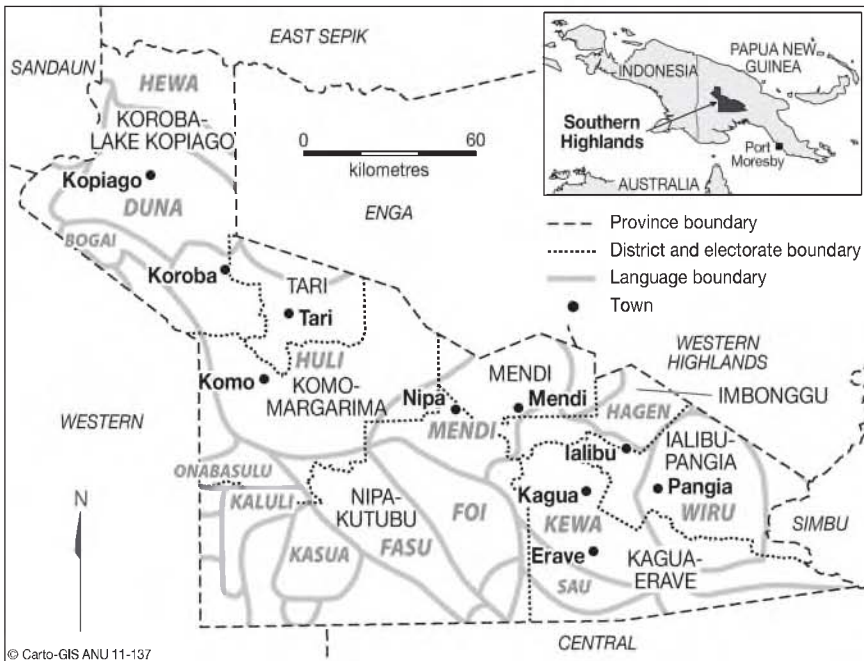 EAST SEPIK
SANDAUN
HEWA
KOROBA-
LAKE KOPIAGO
Kopiago
DUNA
BOGAI
Koroba
TARI
Tari
HULI
Komo
KOMO-
MARGARIMA
WESTERN
ENGA
0 60
kilometres
INDONESIA
PAPUA NEW
GUINEA
Southern
Highlands
Port
Moresby
AUSTRALIA
Province boundary
District and electorate boundary
Language boundary
Town
WESTERN
HIGHLANDS
MENDI
Mendi
Nipa
MENDI
HAGEN
IMBONGGU
Ialibu
IALIBU-
PANGIA
Pangia
WIRU
SIMBU
Kagua
KEWA
Erave
KAGUA-
ERAVE
SAU
ONABASULU
KALULI
NIPA-
KUTUBU
FOI
KASUA
FASU
N
CENTRAL
© Carto-GIS ANU 11-137